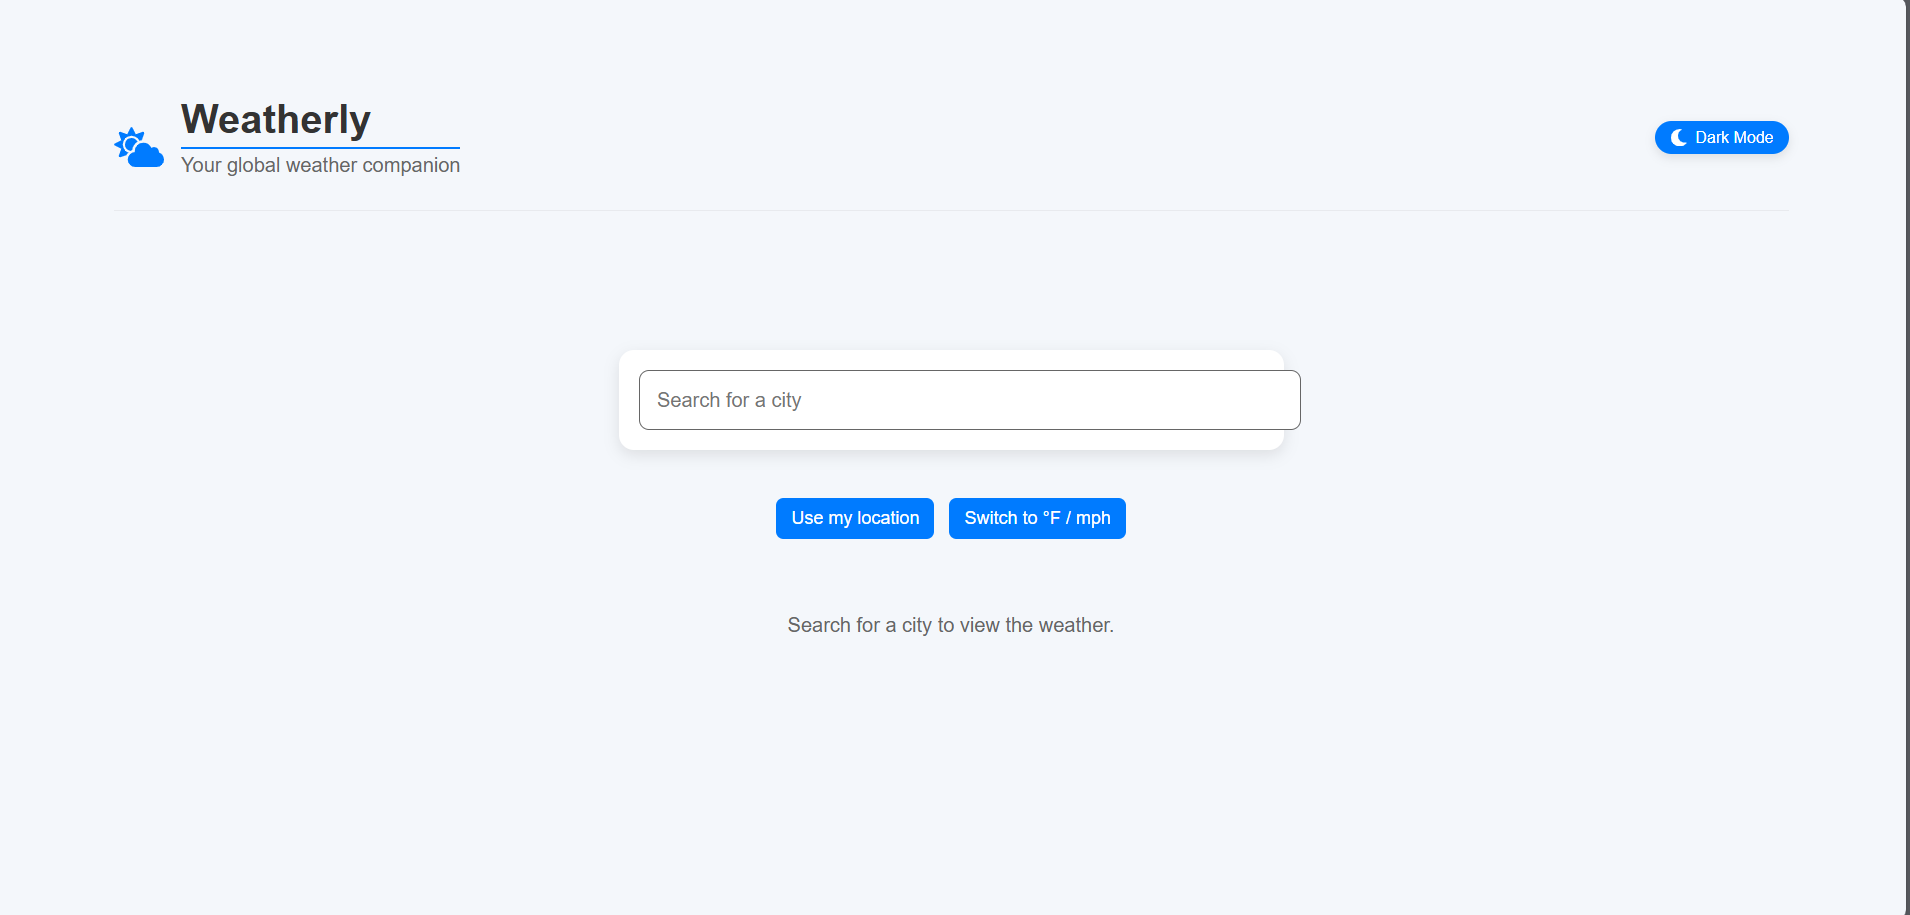 Weatherly
Your global weather companion
Dark Mode
Search for a city
Use my location
Switch to °F / mph
Search for a city to view the weather.